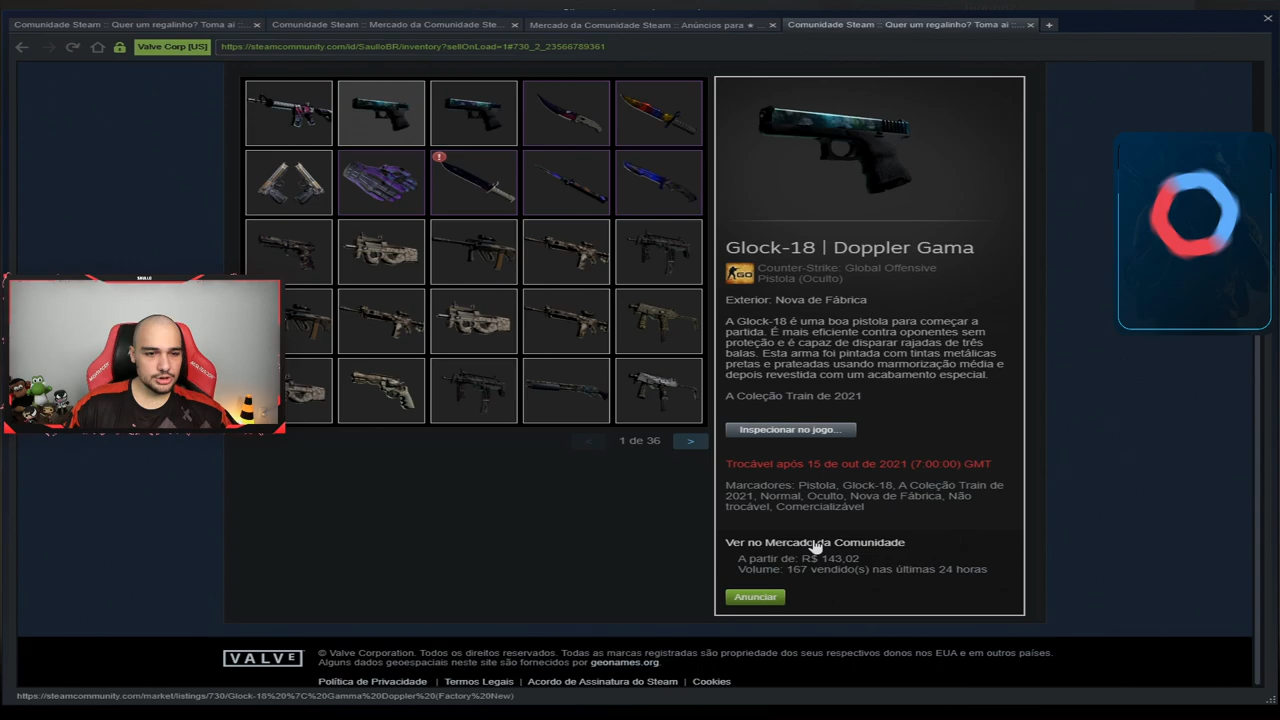 Comunidade Steam :: Quer um regalinho? Toma ai ::...
Comunidade Steam :: Mercado da Comunidade Ste...
Mercado da Comunidade Steam :: Anúncios para ★ ...
Comunidade Steam :: Quer um regalinho? Toma ai ::...
Valve Corp [US]
https://steamcommunity.com/id/SaulloBR/inventory?sellOnLoad=1#730_2_23566789361
SAULLO
1 de 36
Glock-18 | Doppler Gama
Counter-Strike: Global Offensive
Pistola (Oculto)
Exterior: Nova de Fábrica
A Glock-18 é uma boa pistola para começar a
partida. É mais eficiente contra oponentes sem
proteção e é capaz de disparar rajadas de três
balas. Esta arma foi pintada com tintas metálicas
pretas e prateadas usando marmorização média e
depois revestida com um acabamento especial.
A Coleção Train de 2021
Inspecionar no jogo...
Trocável após 15 de out de 2021 (7:00:00) GMT
Marcadores: Pistola, Glock-18, A Coleção Train de
2021, Normal, Oculto, Nova de Fábrica, Não
trocável, Comercializável
Ver no Mercado da Comunidade
A partir de: R$ 143,02
Volume: 167 vendido(s) nas últimas 24 horas
Anunciar
VALVE
© Valve Corporation. Todos os direitos reservados. Todas as marcas registradas são propriedade dos seus respectivos donos nos EUA e em outros países.
Alguns dados geoespaciais neste site são fornecidos por geonames.org.
Política de Privacidade | Termos Legais | Acordo de Assinatura do Steam | Cookies
https://steamcommunity.com/market/listings/730/Glock-18%20%7C%20Gamma%20Doppler%20(Factory%20New)